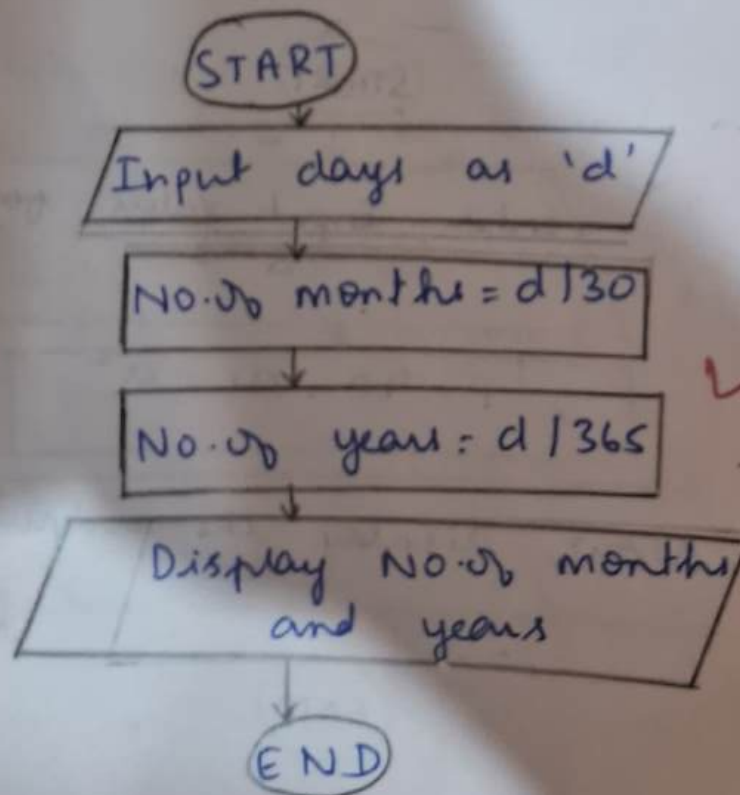 START
Input days as 'd'
No. of months = d/30
No. of years = d/365
Display No. of months
and years
END